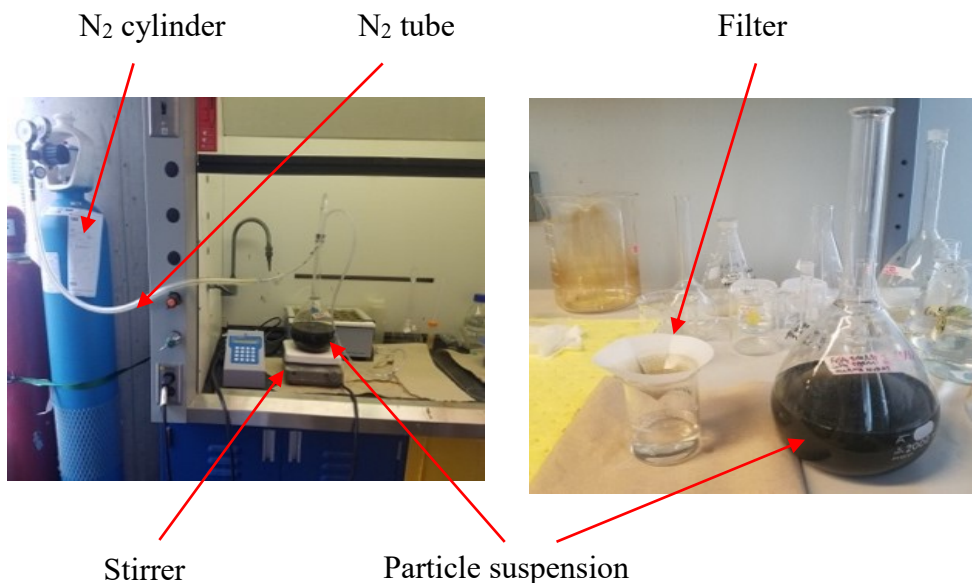 N₂ cylinder
N₂ tube
Filter
Stirrer
Particle suspension